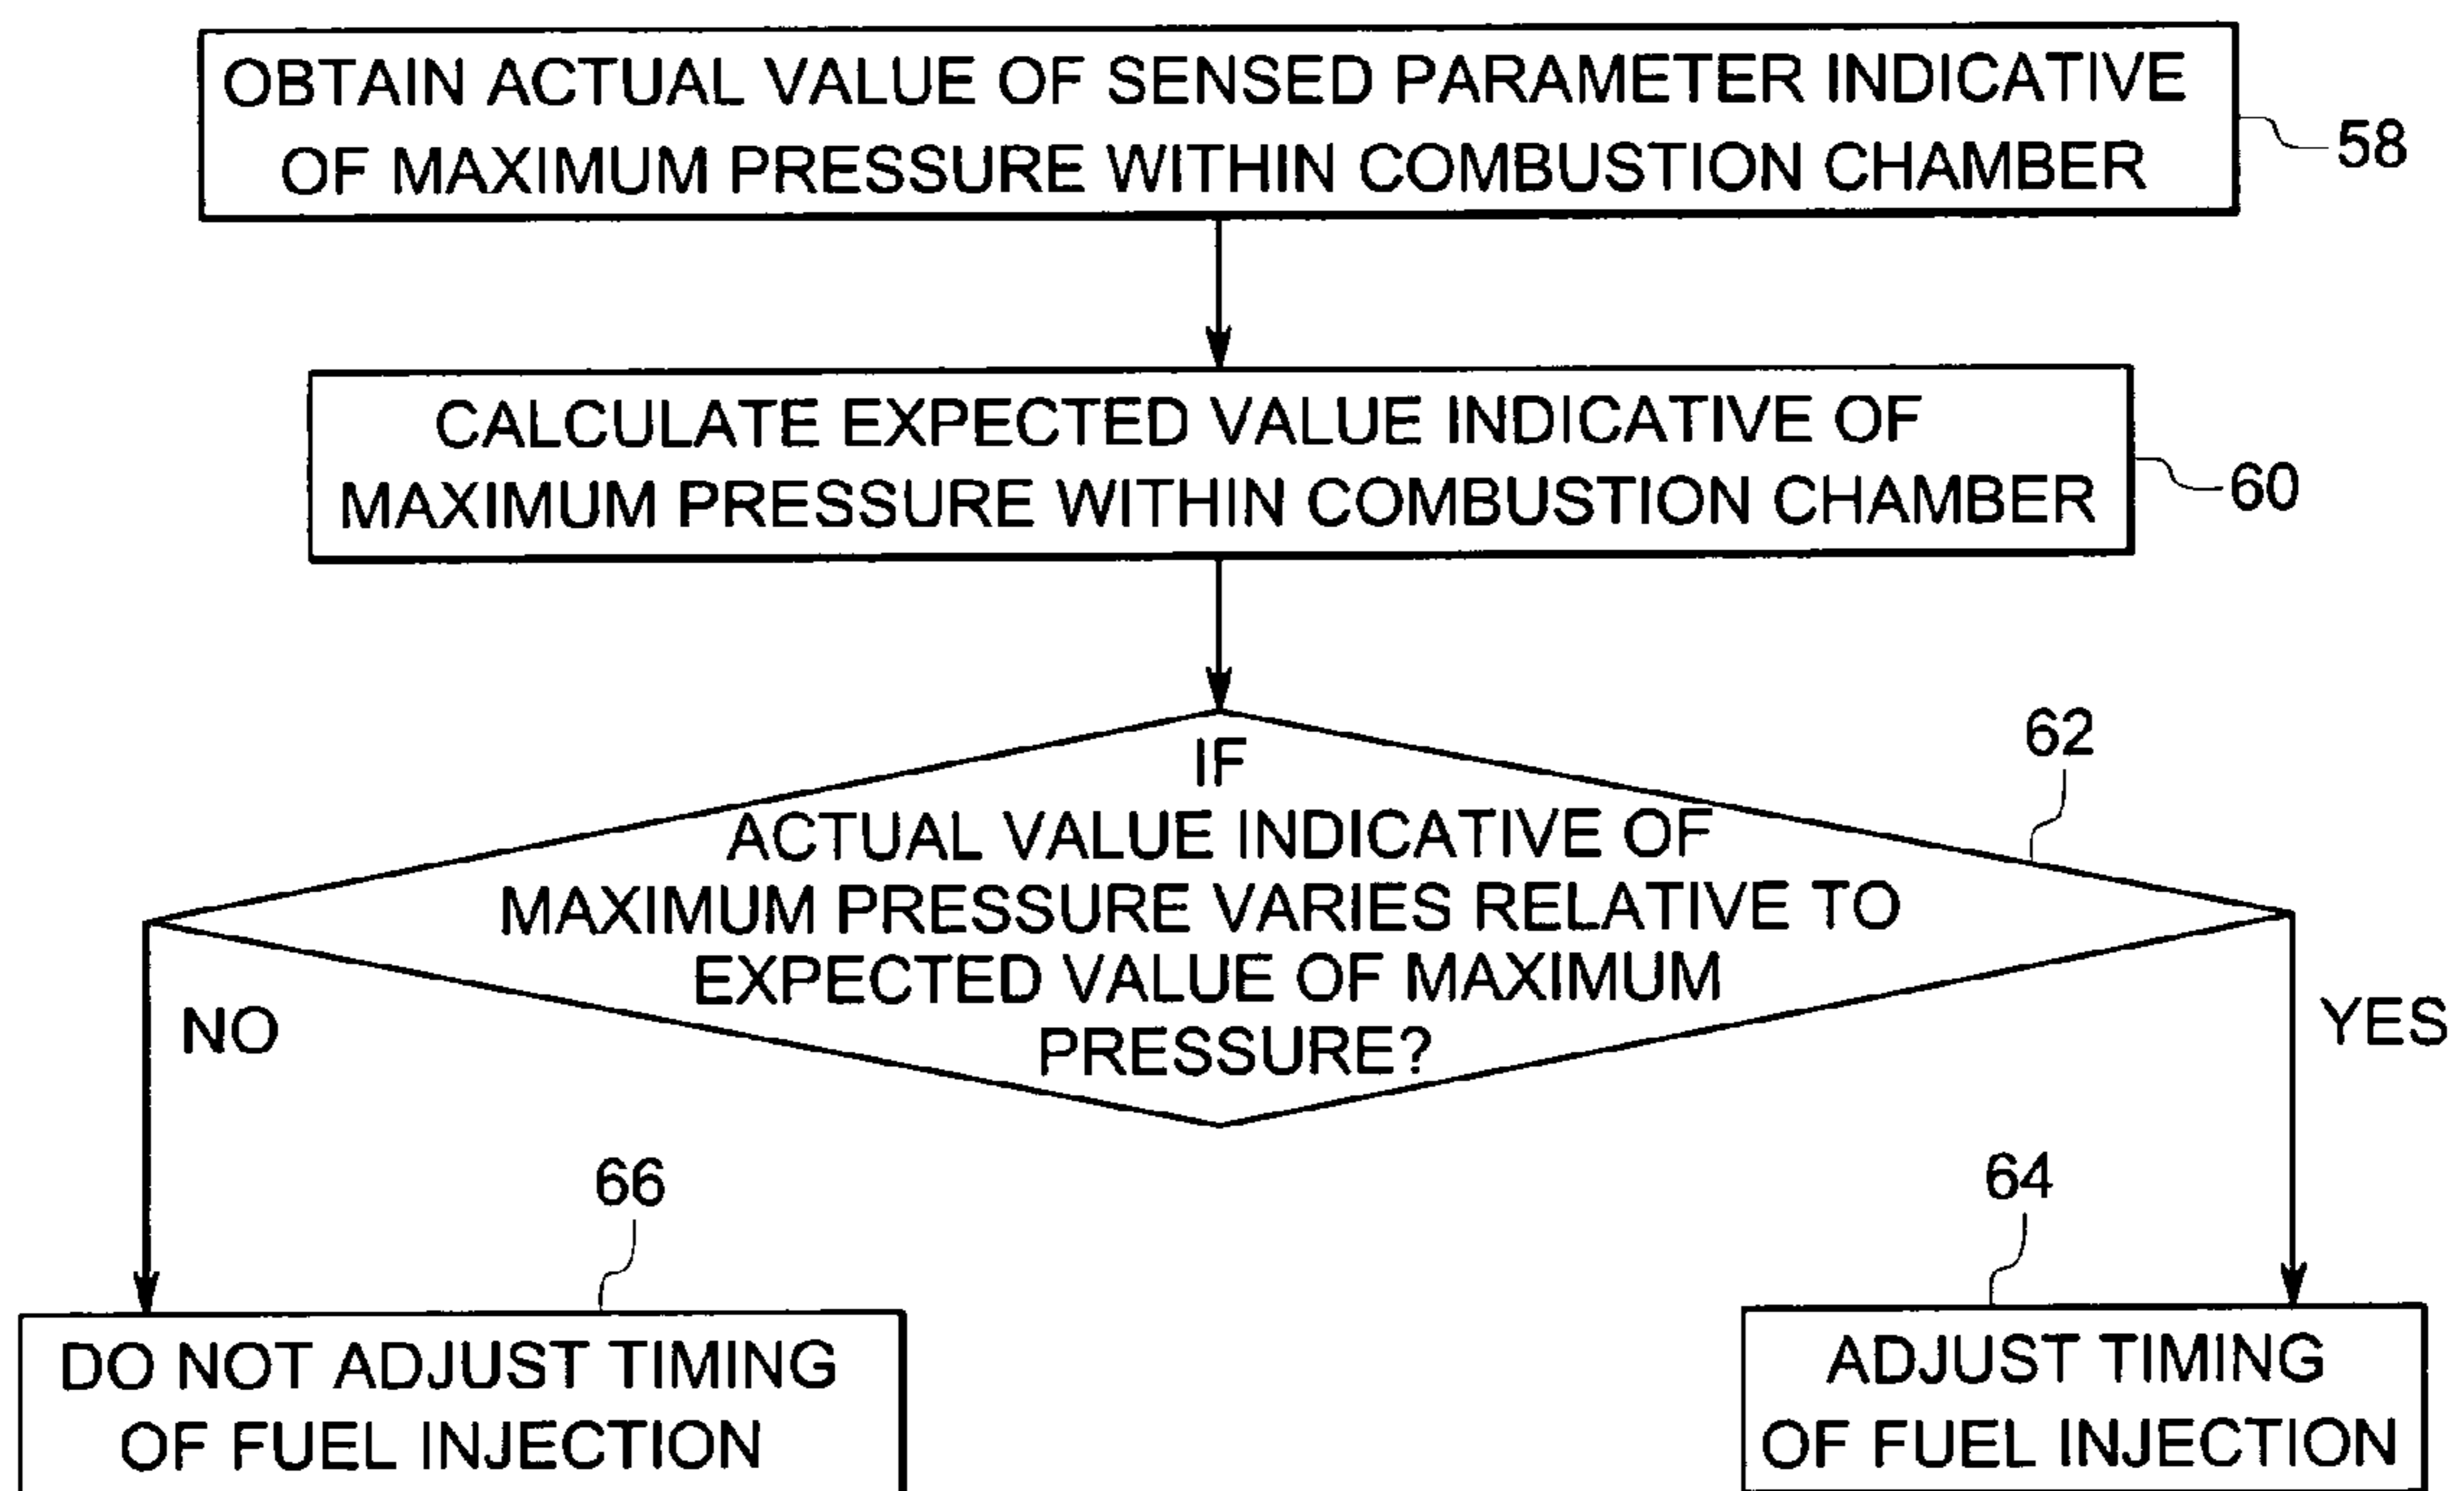 OBTAIN ACTUAL VALUE OF SENSED PARAMETER INDICATIVE
OF MAXIMUM PRESSURE WITHIN COMBUSTION CHAMBER
58
CALCULATE EXPECTED VALUE INDICATIVE OF
MAXIMUM PRESSURE WITHIN COMBUSTION CHAMBER
60
62
IF
ACTUAL VALUE INDICATIVE OF
MAXIMUM PRESSURE VARIES RELATIVE TO
EXPECTED VALUE OF MAXIMUM
PRESSURE?
NO
YES
66
DO NOT ADJUST TIMING
OF FUEL INJECTION
64
ADJUST TIMING
OF FUEL INJECTION